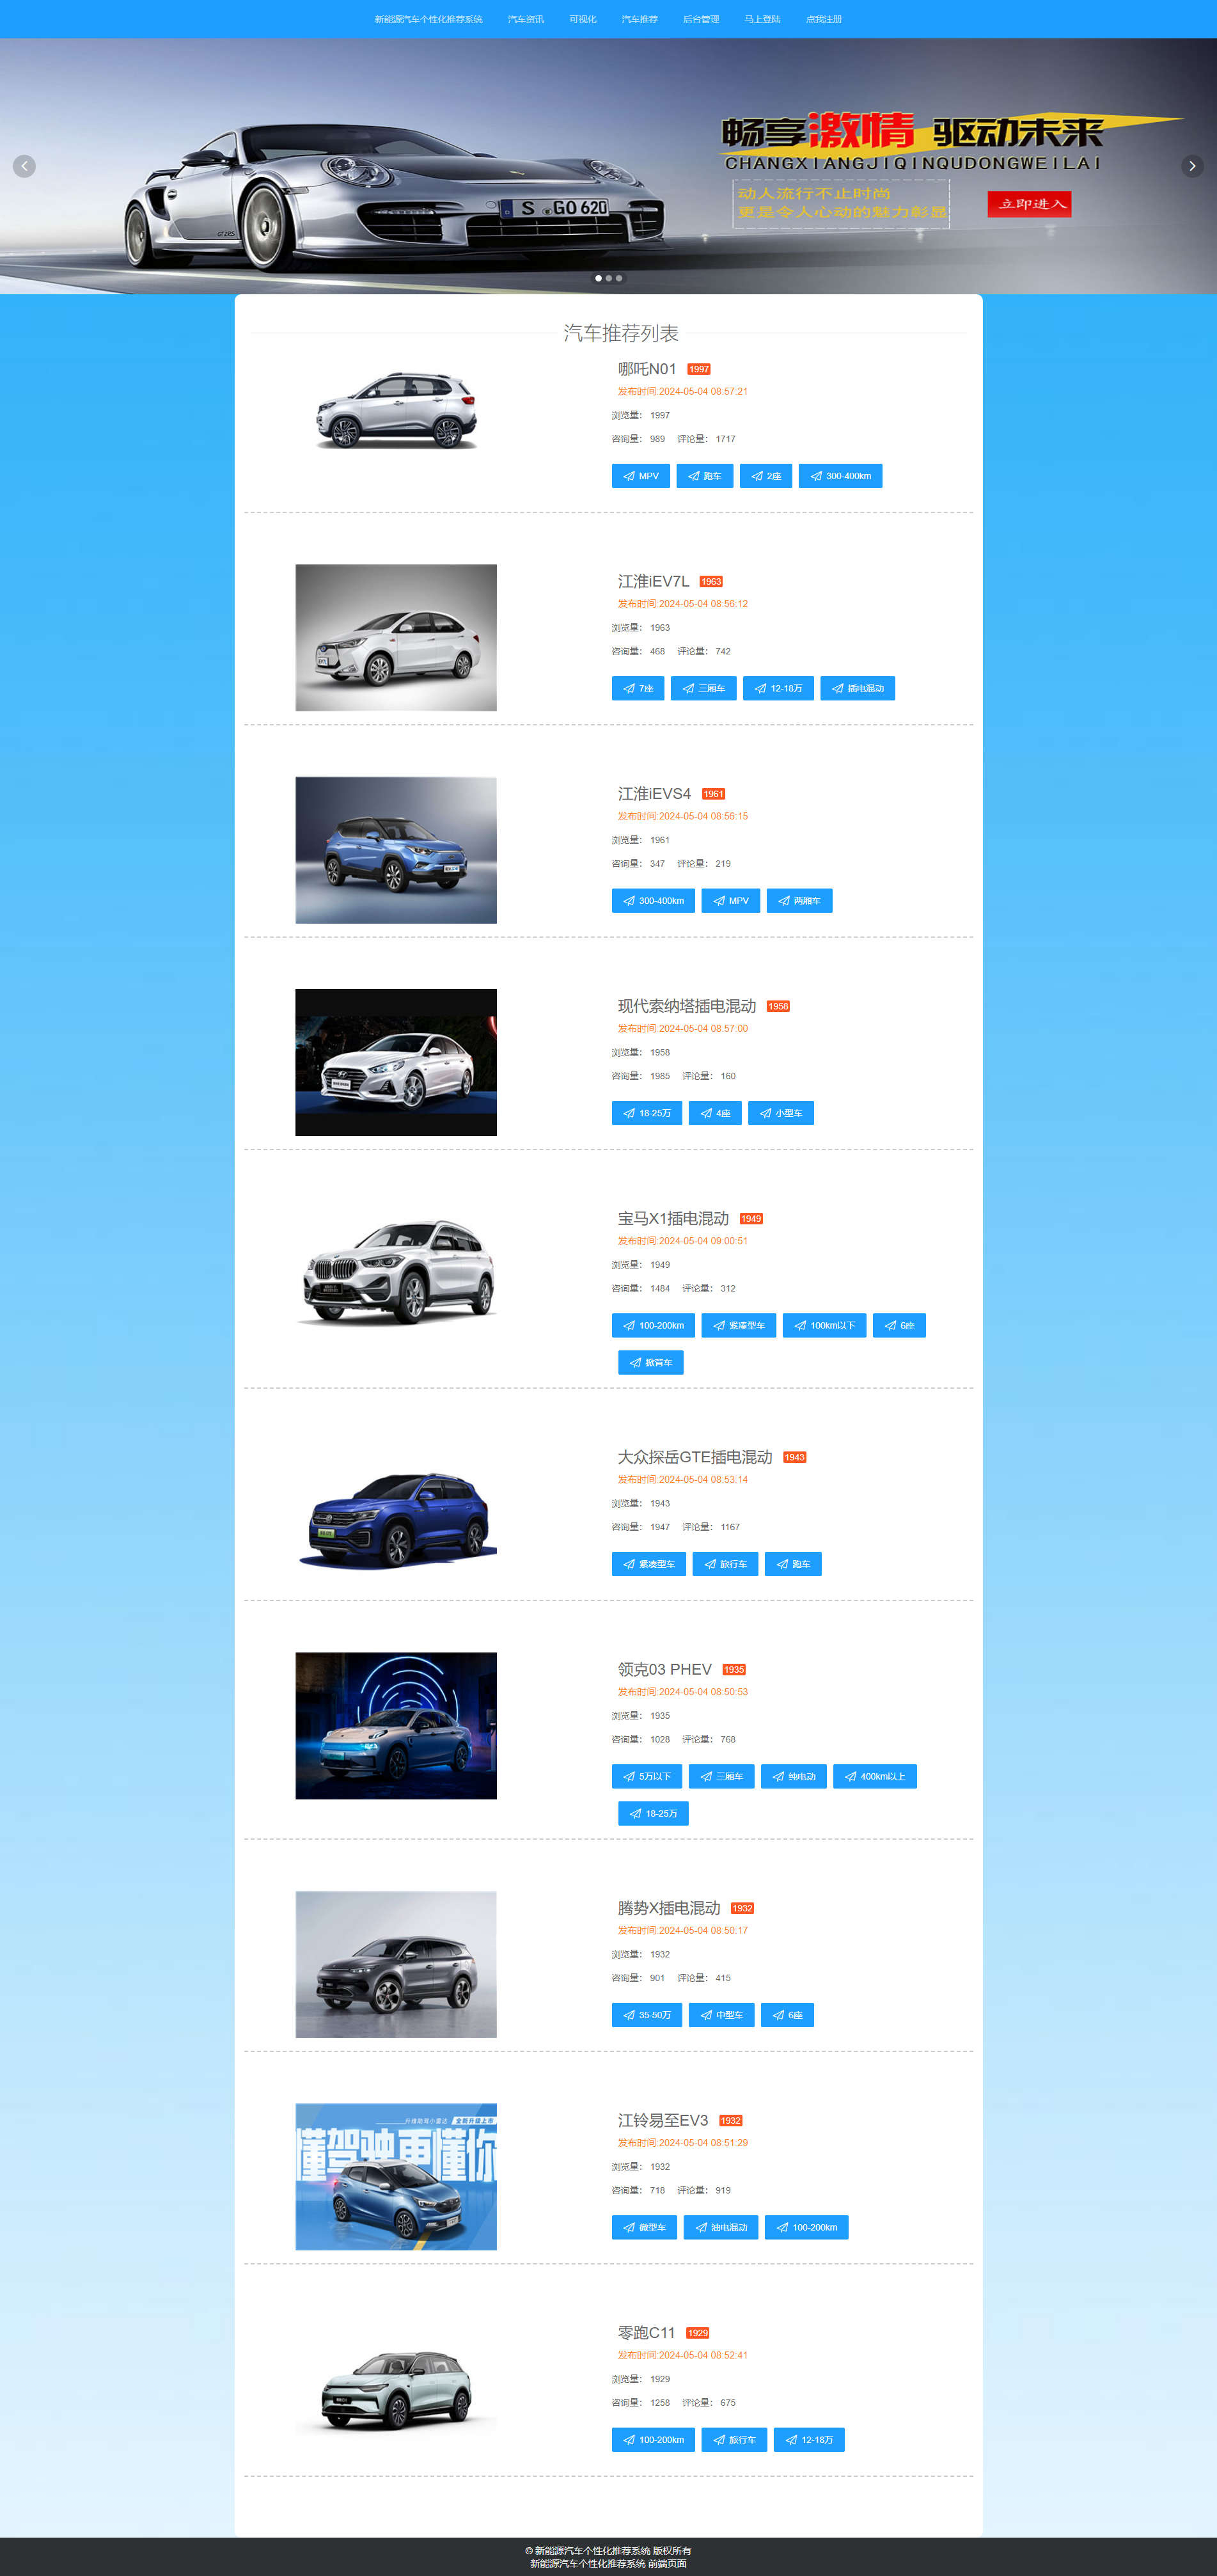 新能源汽车个性化推荐系统 汽车资讯 可视化 汽车推荐 后台管理 马上登陆 点我注册
畅享激情 驱动未来
CHANGXIANGJIQINQUDONGWEILAI
动人流行不止时尚
更是令人心动的魅力彰显
立即进入
S GO 620
GT2RS
汽车推荐列表
哪吒N01 1997
发布时间:2024-05-04 08:57:21
浏览量： 1997
咨询量： 989 评论量： 1717
MPV 跑车 2座 300-400km
江淮iEV7L 1963
发布时间:2024-05-04 08:56:12
浏览量： 1963
咨询量： 468 评论量： 742
7座 三厢车 12-18万 插电混动
江淮iEVS4 1961
发布时间:2024-05-04 08:56:15
浏览量： 1961
咨询量： 347 评论量： 219
300-400km MPV 两厢车
现代索纳塔插电混动 1958
发布时间:2024-05-04 08:57:00
浏览量： 1958
咨询量： 1985 评论量： 160
18-25万 4座 小型车
宝马X1插电混动 1949
发布时间:2024-05-04 09:00:51
浏览量： 1949
咨询量： 1484 评论量： 312
100-200km 紧凑型车 100km以下 6座
掀背车
大众探岳GTE插电混动 1943
发布时间:2024-05-04 08:53:14
浏览量： 1943
咨询量： 1947 评论量： 1167
紧凑型车 旅行车 跑车
领克03 PHEV 1935
发布时间:2024-05-04 08:50:53
浏览量： 1935
咨询量： 1028 评论量： 768
5万以下 三厢车 纯电动 400km以上
18-25万
腾势X插电混动 1932
发布时间:2024-05-04 08:50:17
浏览量： 1932
咨询量： 901 评论量： 415
35-50万 中型车 6座
升维助驾小雷达 全新升级上市
懂驾驶更懂你
江铃易至EV3 1932
发布时间:2024-05-04 08:51:29
浏览量： 1932
咨询量： 718 评论量： 919
微型车 油电混动 100-200km
零跑C11 1929
发布时间:2024-05-04 08:52:41
浏览量： 1929
咨询量： 1258 评论量： 675
100-200km 旅行车 12-18万
© 新能源汽车个性化推荐系统 版权所有
新能源汽车个性化推荐系统 前端页面